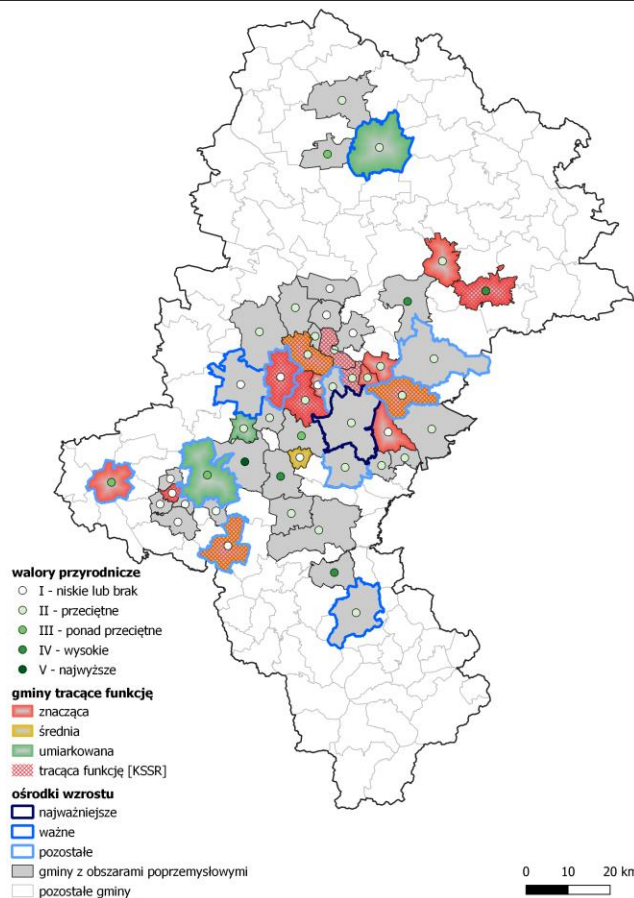 walory przyrodnicze
I - niskie lub brak
II - przeciętne
III - ponad przeciętne
IV - wysokie
V - najwyższe
gminy tracące funkcję
znacząca
średnia
umiarkowana
tracąca funkcję [KSSR]
ośrodki wzrostu
najważniejsze
ważne
pozostałe
gminy z obszarami poprzemysłowymi
pozostałe gminy
0 10 20 km